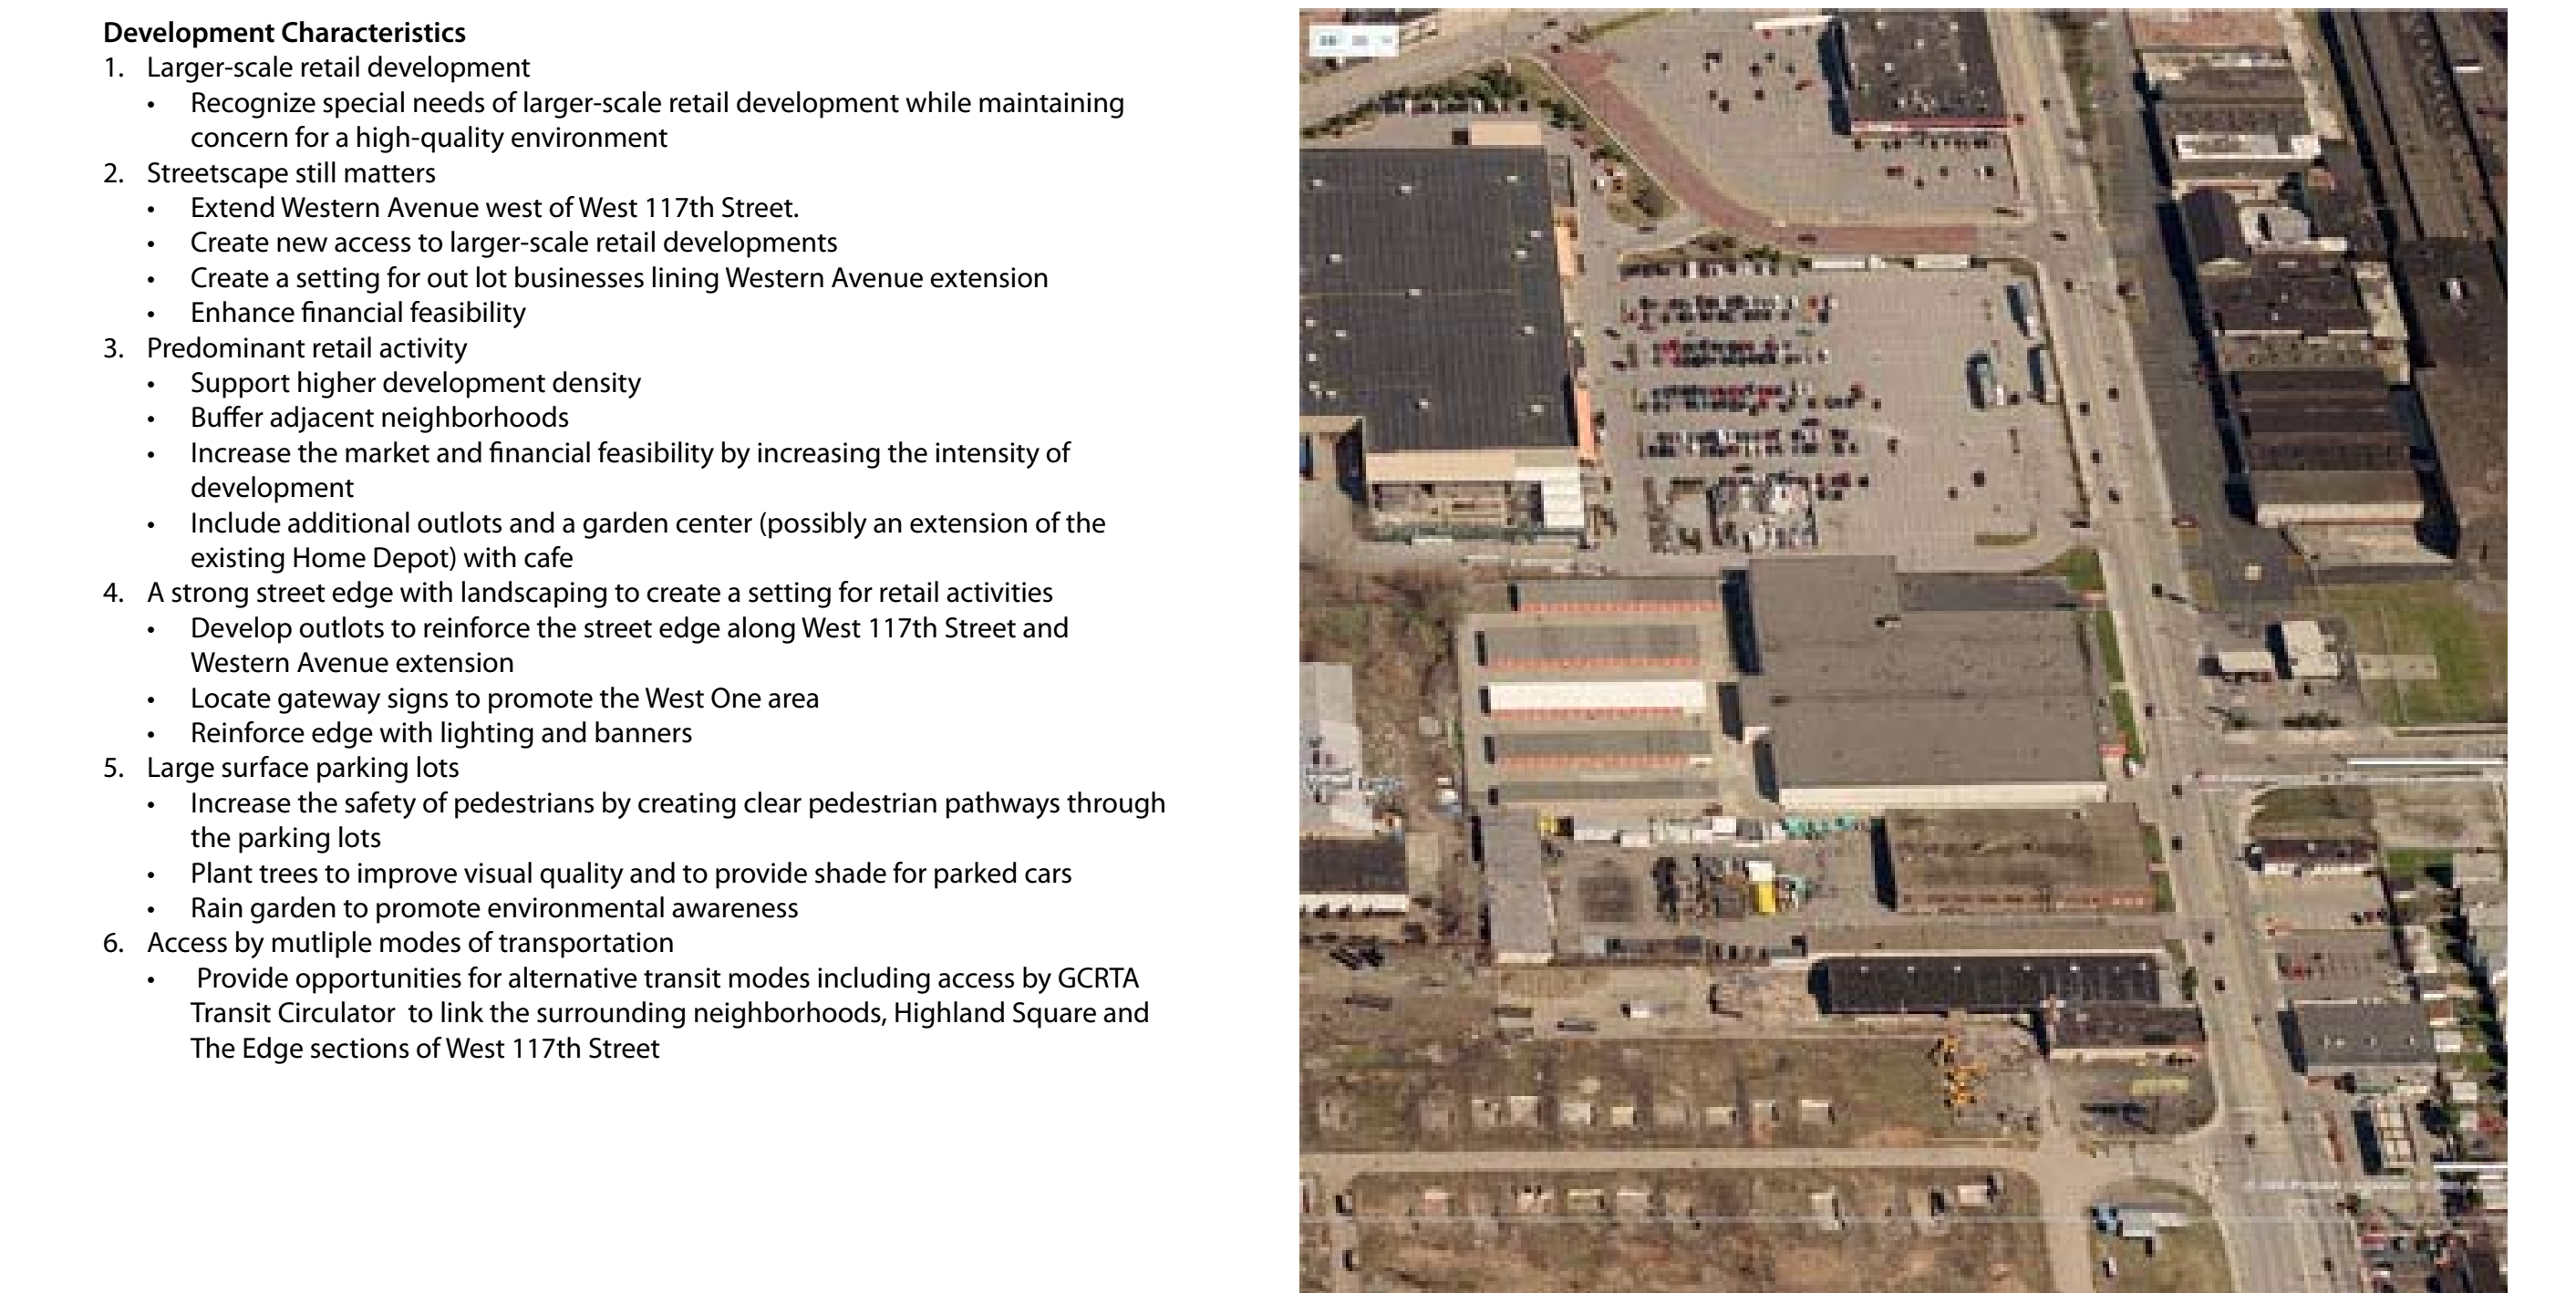 Development Characteristics
1. Larger-scale retail development
• Recognize special needs of larger-scale retail development while maintaining
concern for a high-quality environment
2. Streetscape still matters
• Extend Western Avenue west of West 117th Street.
• Create new access to larger-scale retail developments
• Create a setting for out lot businesses lining Western Avenue extension
• Enhance financial feasibility
3. Predominant retail activity
• Support higher development density
• Buffer adjacent neighborhoods
• Increase the market and financial feasibility by increasing the intensity of
development
• Include additional outlots and a garden center (possibly an extension of the
existing Home Depot) with cafe
4. A strong street edge with landscaping to create a setting for retail activities
• Develop outlots to reinforce the street edge along West 117th Street and
Western Avenue extension
• Locate gateway signs to promote the West One area
• Reinforce edge with lighting and banners
5. Large surface parking lots
• Increase the safety of pedestrians by creating clear pedestrian pathways through
the parking lots
• Plant trees to improve visual quality and to provide shade for parked cars
• Rain garden to promote environmental awareness
6. Access by mutliple modes of transportation
• Provide opportunities for alternative transit modes including access by GCRTA
Transit Circulator to link the surrounding neighborhoods, Highland Square and
The Edge sections of West 117th Street